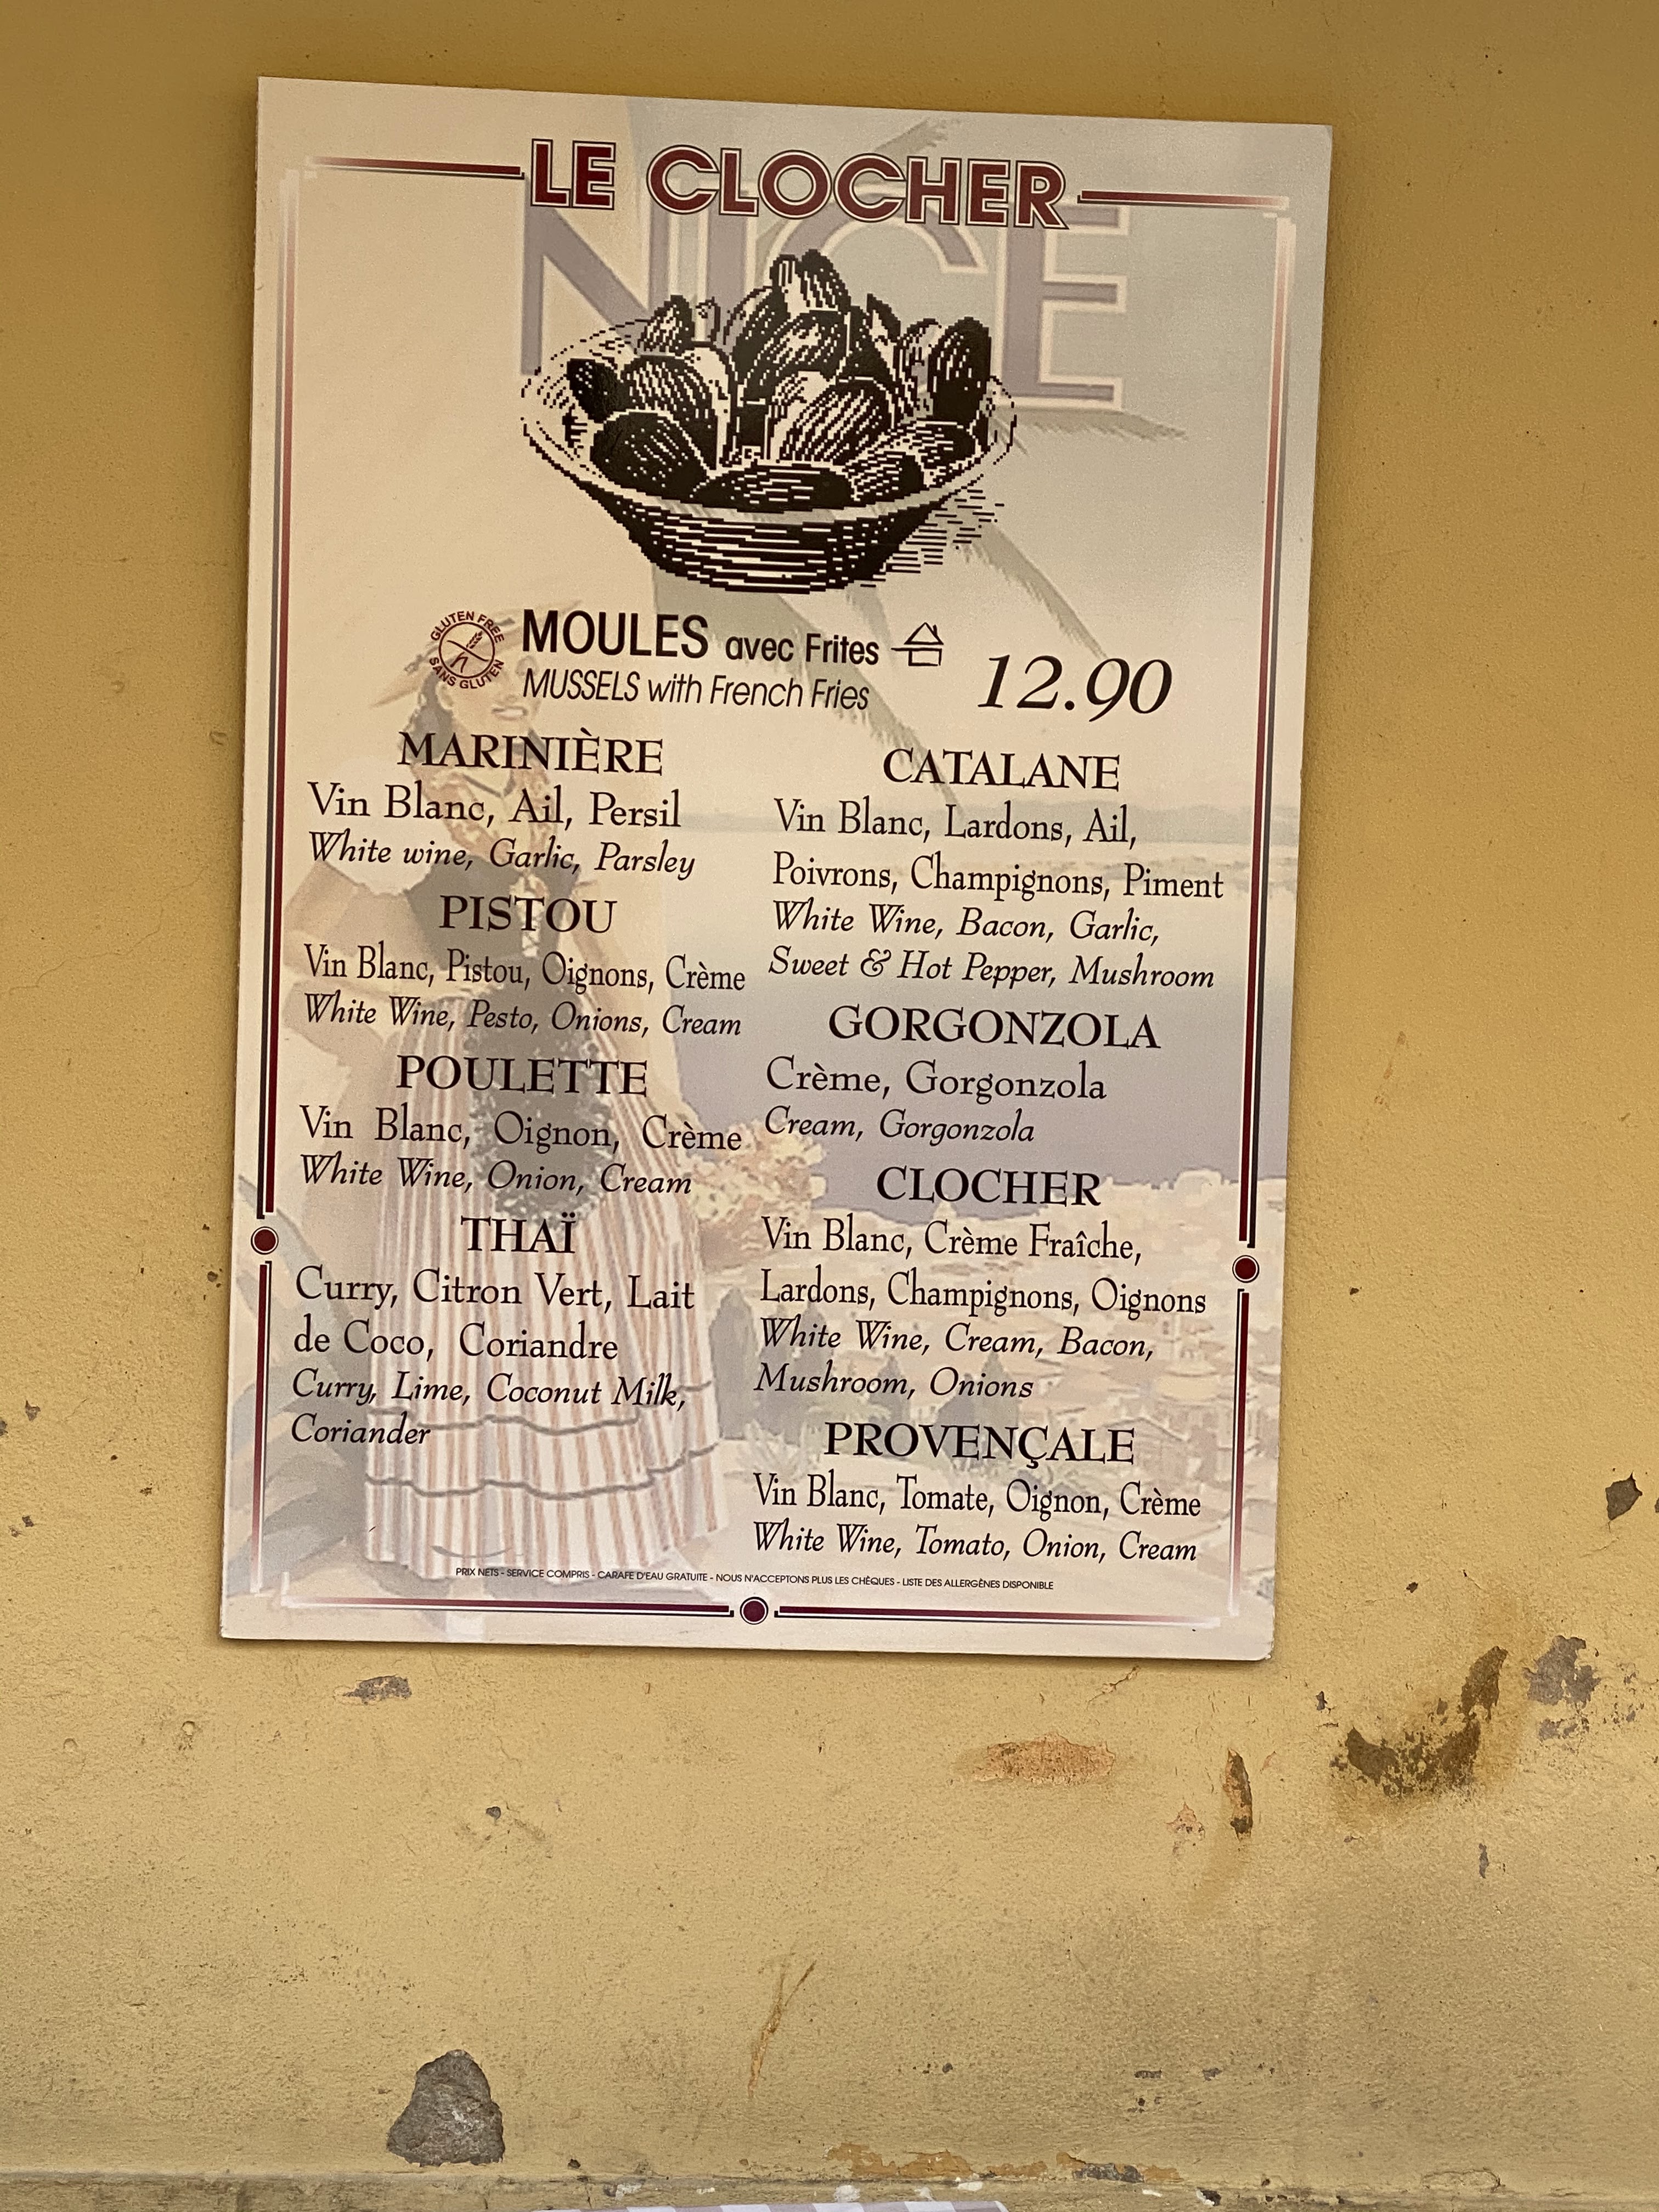 LE CLOCHER
NICE
GLUTEN FREE
SANS GLUTEN
MOULES avec Frites
MUSSELS with French Fries
12.90
MARINIÈRE
Vin Blanc, Ail, Persil
White wine, Garlic, Parsley
PISTOU
Vin Blanc, Pistou, Oignons, Crème
White Wine, Pesto, Onions, Cream
POULETTE
Vin Blanc, Oignon, Crème
White Wine, Onion, Cream
THAÏ
Curry, Citron Vert, Lait
de Coco, Coriandre
Curry, Lime, Coconut Milk,
Coriander
CATALANE
Vin Blanc, Lardons, Ail,
Poivrons, Champignons, Piment
White Wine, Bacon, Garlic,
Sweet & Hot Pepper, Mushroom
GORGONZOLA
Crème, Gorgonzola
Cream, Gorgonzola
CLOCHER
Vin Blanc, Crème Fraîche,
Lardons, Champignons, Oignons
White Wine, Cream, Bacon,
Mushroom, Onions
PROVENÇALE
Vin Blanc, Tomate, Oignon, Crème
White Wine, Tomato, Onion, Cream
PRIX NETS - SERVICE COMPRIS - CARAFE D'EAU GRATUITE - NOUS N'ACCEPTONS PLUS LES CHÈQUES - LISTE DES ALLERGÈNES DISPONIBLE